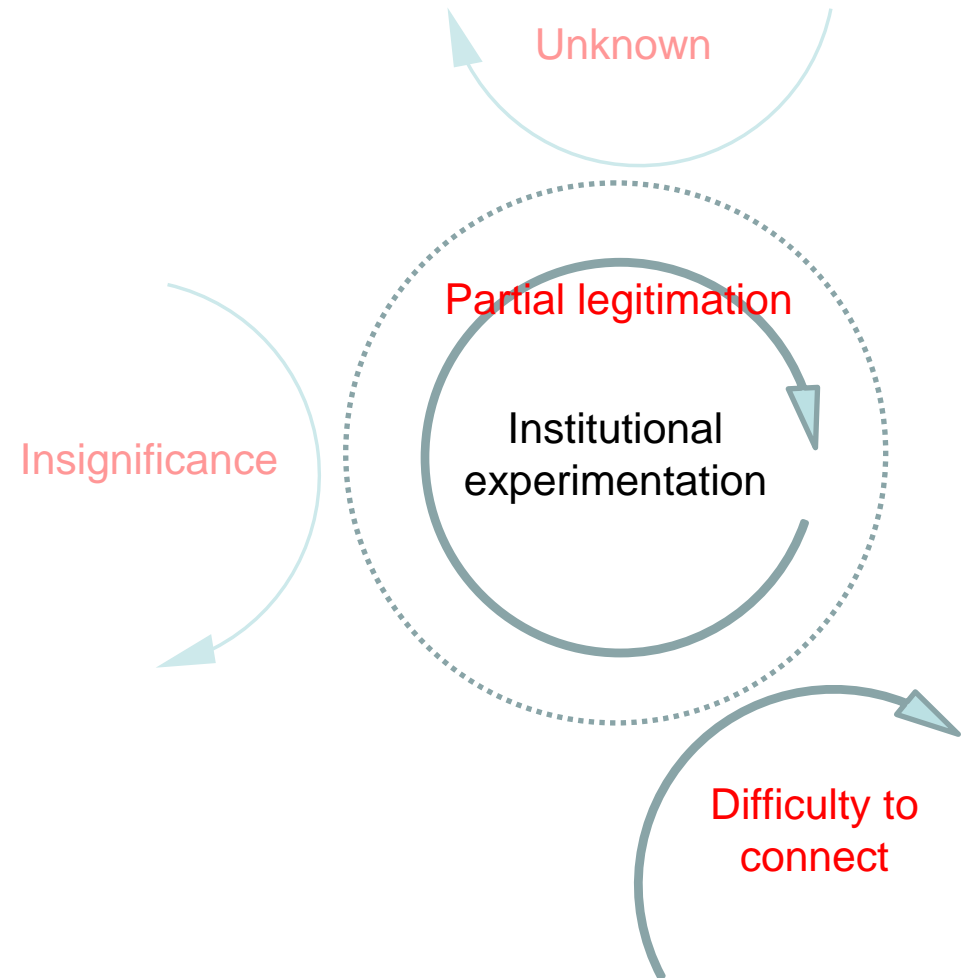 Unknown
Partial legitimation
Institutional
experimentation
Insignificance
Difficulty to
connect